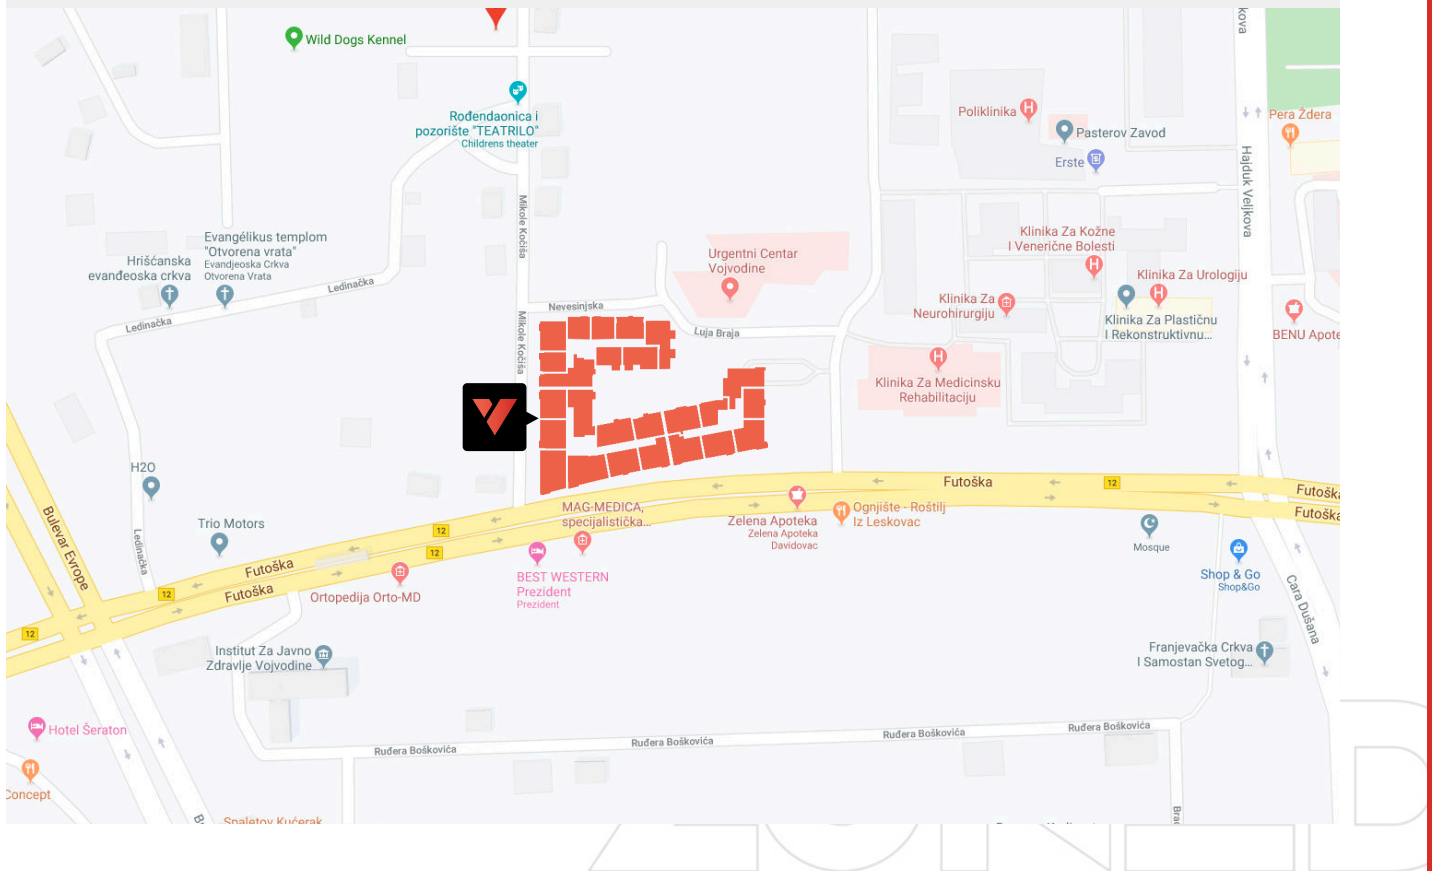 Wild Dogs Kennel
Rođendaonica i
pozorište "TEATRILO"
Childrens theater
Poliklinika
Pasterov Zavod
Erste
Pera Ždera
kova
Hajduk Veljkova
Mikole Kočiša
Evangélikus templom
"Otvorena vrata"
Evandjeoska Crkva
Otvorena Vrata
Hrišćanska
evanđeoska crkva
Ledinačka
Ledinačka
Urgentni Centar
Vojvodine
Klinika Za Kožne
I Venerične Bolesti
Klinika Za Urologiju
Klinika Za
Neurohirurgiju
Klinika Za Plastičnu
I Rekonstruktivnu...
BENU Apote
Nevesinjska
Luja Braja
Mikole Kočiša
Klinika Za Medicinsku
Rehabilitaciju
H2O
Trio Motors
Ledinačka
Bulevar Evrope
Futoška
12
Futoška
Futoška
MAG-MEDICA,
specijalistička...
Zelena Apoteka
Zelena Apoteka
Davidovac
Ognjište - Roštilj
Iz Leskovac
Mosque
Shop & Go
Shop&Go
Cara Dušana
12
12
Futoška
Futoška
12
12
BEST WESTERN
Prezident
Prezident
Ortopedija Orto-MD
Institut Za Javno
Zdravlje Vojvodine
Franjevačka Crkva
I Samostan Svetog...
Hotel Šeraton
Concept
Ruđera Boškovića
Ruđera Boškovića
Ruđera Boškovića
Ruđera Boškovića
Spaletov Kućerak